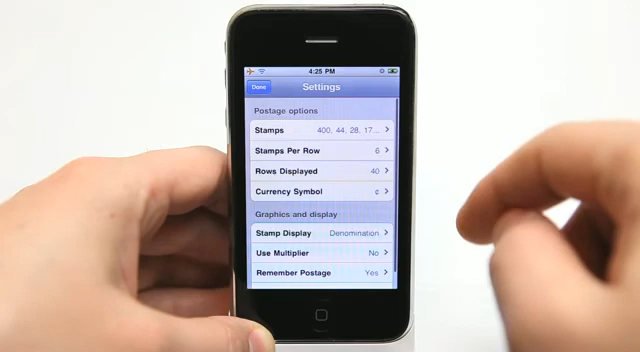 4:25 PM
Done
Settings
Postage options
Stamps 400, 44, 28, 17...
Stamps Per Row 6
Rows Displayed 40
Currency Symbol ¢
Graphics and display
Stamp Display Denomination
Use Multiplier No
Remember Postage Yes